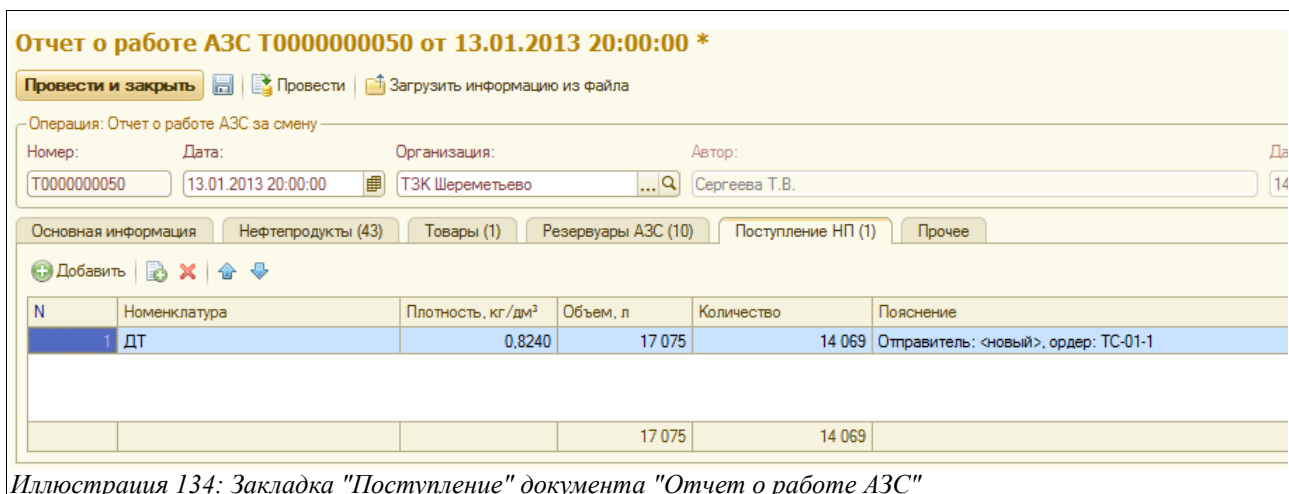 Отчет о работе АЗС Т0000000050 от 13.01.2013 20:00:00 *
Провести и закрыть Провести Загрузить информацию из файла
Операция: Отчет о работе АЗС за смену
Номер: Дата: Организация: Автор: Да
Т0000000050 13.01.2013 20:00:00 ТЗК Шереметьево ... Сергеева Т.В. 14
Основная информация Нефтепродукты (43) Товары (1) Резервуары АЗС (10) Поступление НП (1) Прочее
Добавить
N Номенклатура Плотность, кг/дм³ Объем, л Количество Пояснение
1 ДТ 0,8240 17 075 14 069 Отправитель: <новый>, ордер: ТС-01-1
17 075 14 069
Иллюстрация 134: Закладка "Поступление" документа "Отчет о работе АЗС"